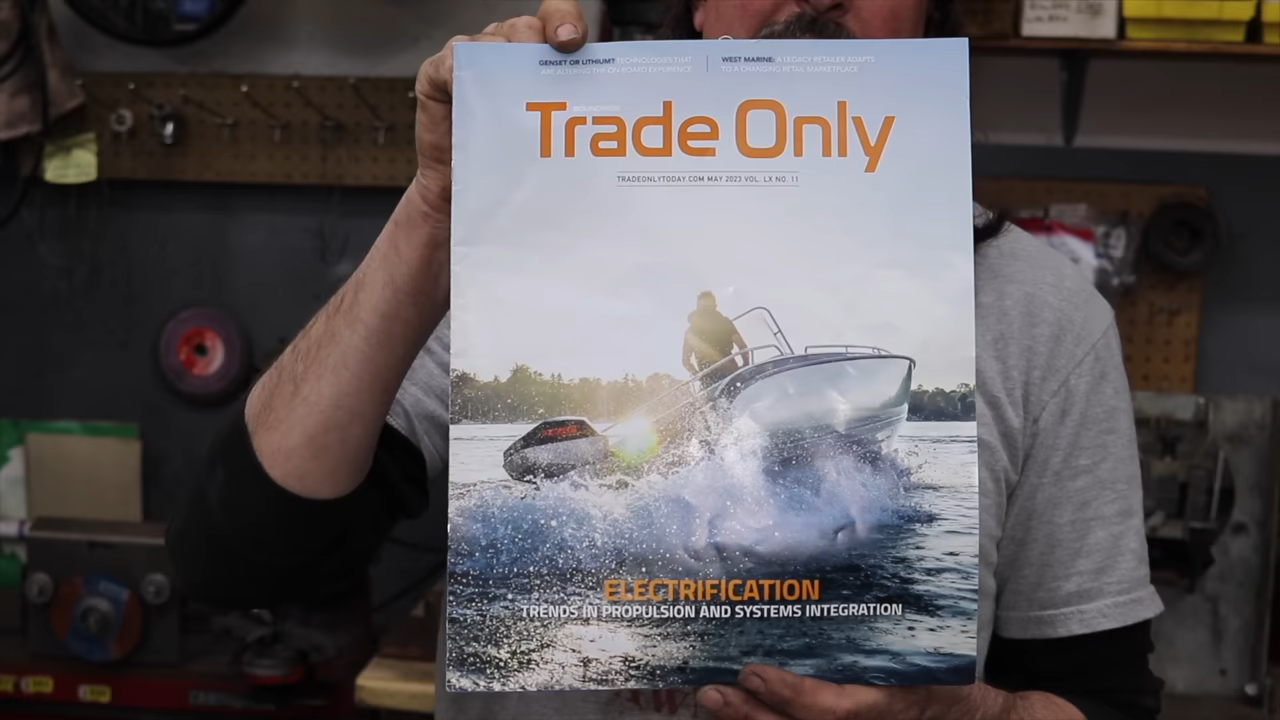 GENSET OR LITHIUM? TECHNOLOGIES THAT
ARE ALTERING THE ON-BOARD EXPERIENCE
WEST MARINE: A LEGACY RETAILER ADAPTS
TO A CHANGING RETAIL MARKETPLACE
SOUNDINGS
Trade Only
TRADEONLYTODAY.COM MAY 2023 VOL. LX NO. 11
ELECTRIFICATION
TRENDS IN PROPULSION AND SYSTEMS INTEGRATION